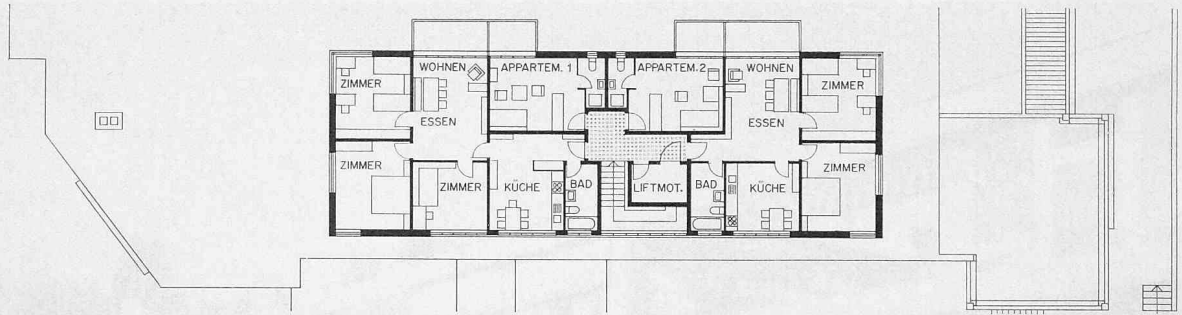 WOHNEN
APPARTEM. 1
APPARTEM. 2
WOHNEN
ZIMMER
ZIMMER
ESSEN
ESSEN
ZIMMER
ZIMMER
KÜCHE
BAD
LIFTMOT.
BAD
KÜCHE
ZIMMER